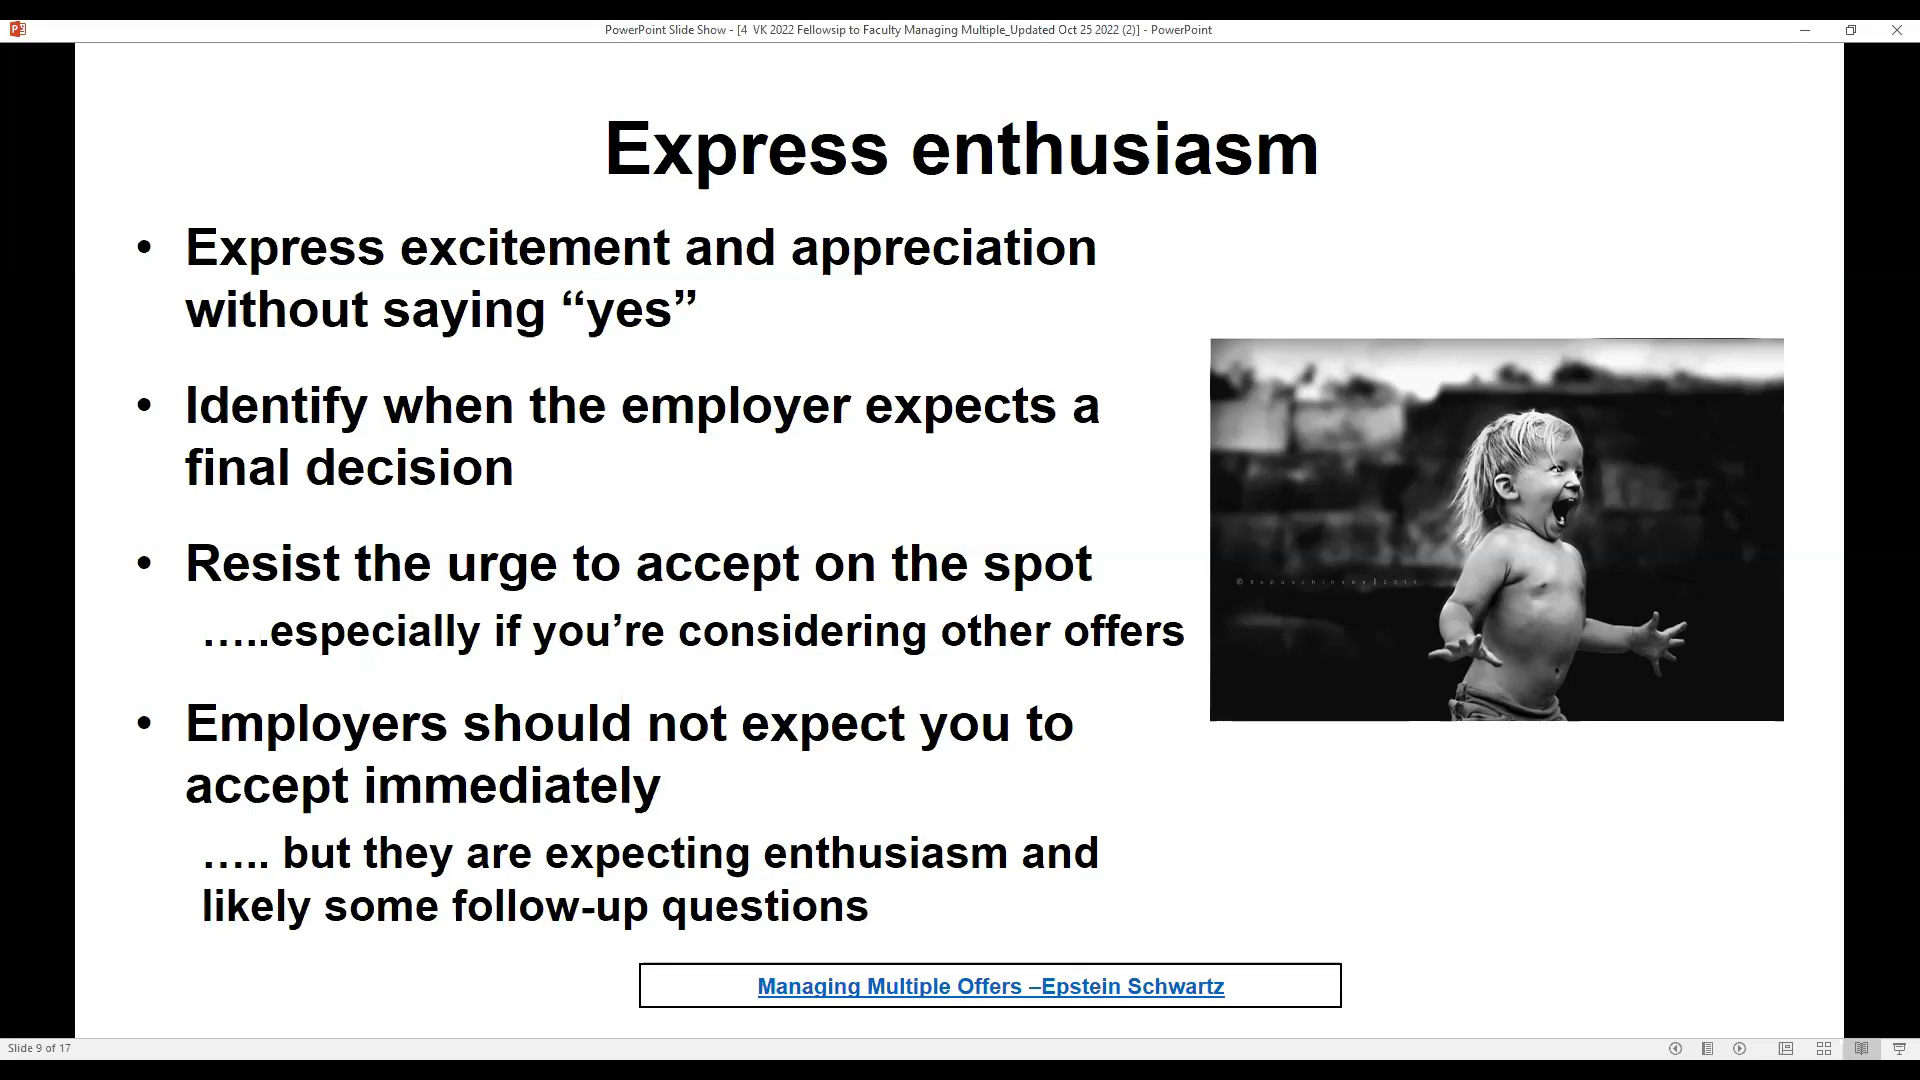 PowerPoint Slide Show - [4  VK 2022 Fellowsip to Faculty Managing Multiple_Updated Oct 25 2022 (2)] - PowerPoint
Express enthusiasm
• Express excitement and appreciation
without saying “yes”
• Identify when the employer expects a
final decision
• Resist the urge to accept on the spot
…..especially if you’re considering other offers
• Employers should not expect you to
accept immediately
….. but they are expecting enthusiasm and
likely some follow-up questions
Managing Multiple Offers –Epstein Schwartz
Slide 9 of 17